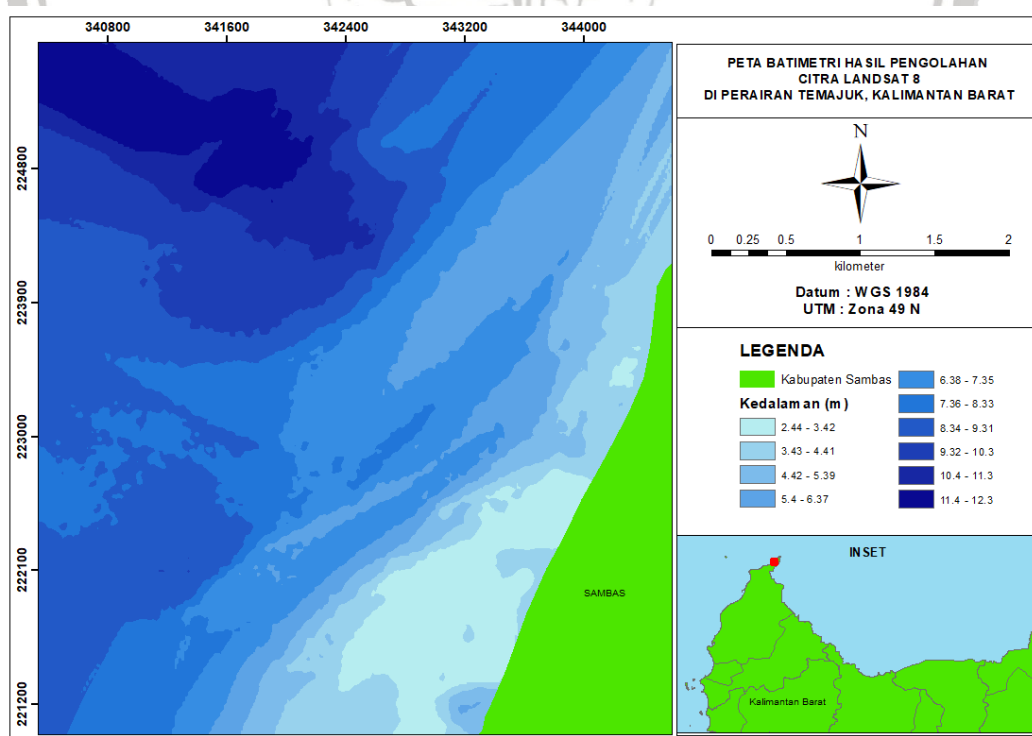 340800 341600 342400 343200 344000
224800
223900
223000
222100
221200
SAMBAS
PETA BATIMETRI HASIL PENGOLAHAN
CITRA LANDSAT 8
DI PERAIRAN TEMAJUK, KALIMANTAN BARAT
N
0 0.25 0.5 1 1.5 2
kilometer
Datum : WGS 1984
UTM : Zona 49 N
LEGENDA
Kabupaten Sambas
Kedalaman (m)
2.44 - 3.42
3.43 - 4.41
4.42 - 5.39
5.4 - 6.37
6.38 - 7.35
7.36 - 8.33
8.34 - 9.31
9.32 - 10.3
10.4 - 11.3
11.4 - 12.3
INSET
Kalimantan Barat